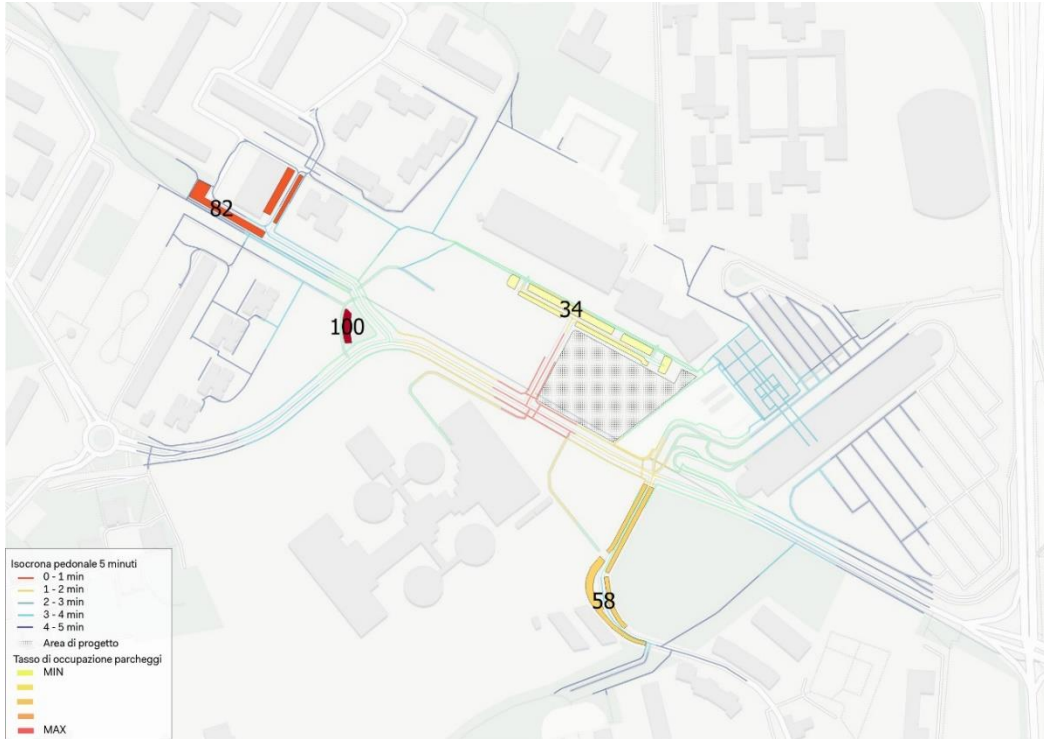 82
34
100
58
Isocrona pedonale 5 minuti
0 - 1 min
1 - 2 min
2 - 3 min
3 - 4 min
4 - 5 min
Area di progetto
Tasso di occupazione parcheggi
MIN
MAX